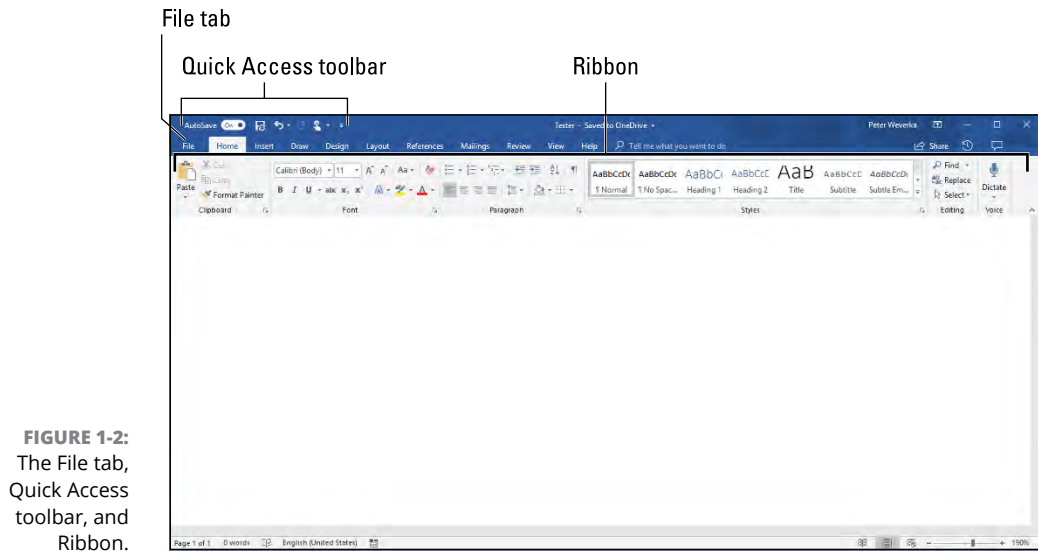 File tab
Quick Access toolbar
Ribbon
AutoSave On Tester - Saved to OneDrive Peter Weverka
File Home Insert Draw Design Layout References Mailings Review View Help Tell me what you want to do Share
Cut
Copy
Paste
Format Painter
Clipboard
Calibri (Body) 11 A A Aa A
B I U abc x, x' A A
Font
Paragraph
AaBbCcDc AaBbCcDc AaBbCc AaBbCcC AaB AaBbCcC AaBbCcDc
¶ Normal ¶ No Spac... Heading 1 Heading 2 Title Subtitle Subtle Em...
Styles
Find
Replace
Select
Editing
Dictate
Voice
FIGURE 1-2:
The File tab,
Quick Access
toolbar, and
Ribbon.
Page 1 of 1 0 words English (United States) 190%